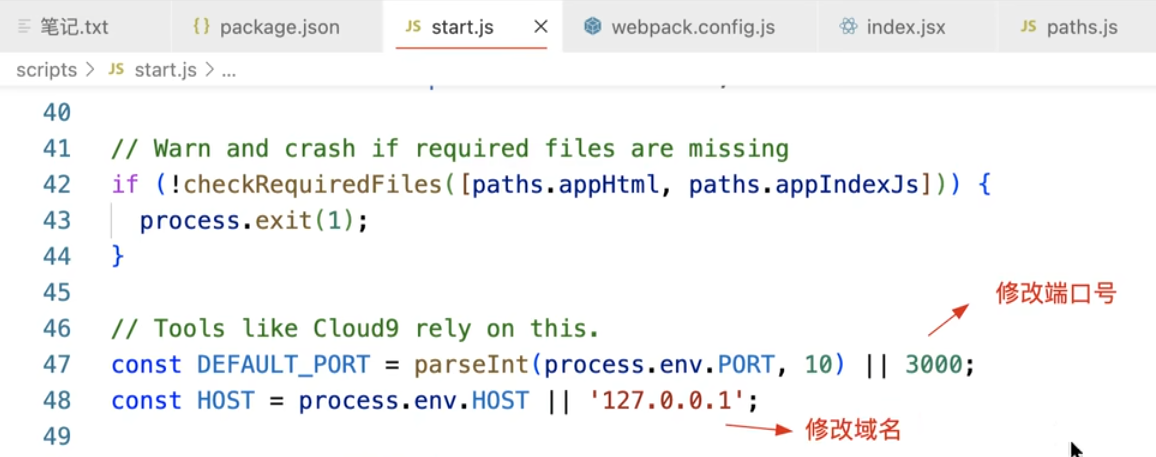 笔记.txt
{} package.json
JS start.js ×
webpack.config.js
index.jsx
JS paths.js
scripts > JS start.js > ...
40
41 // Warn and crash if required files are missing
42 if (!checkRequiredFiles([paths.appHtml, paths.appIndexJs])) {
43 process.exit(1);
44 }
45
修改端口号
46 // Tools like Cloud9 rely on this.
47 const DEFAULT_PORT = parseInt(process.env.PORT, 10) || 3000;
48 const HOST = process.env.HOST || '127.0.0.1';
修改域名
49